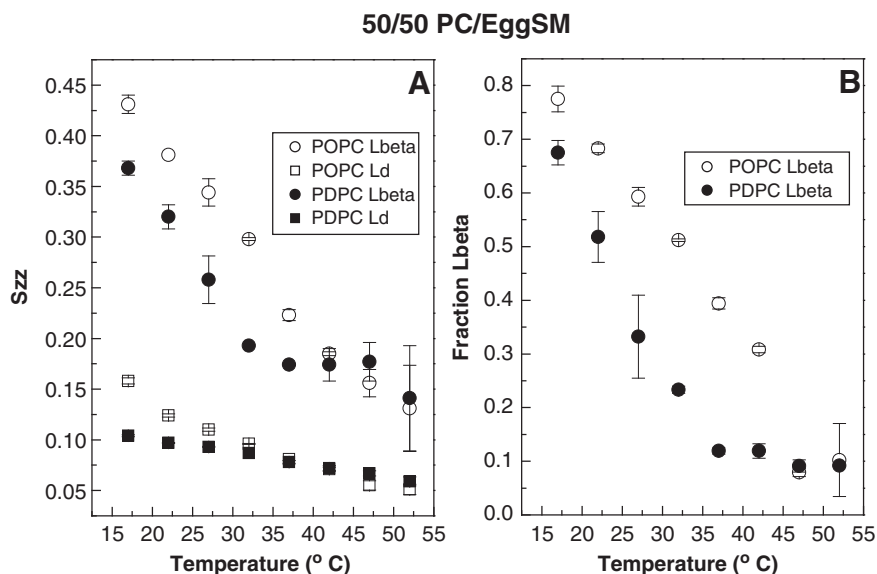 50/50 PC/EggSM
A
0.45
0.40
0.35
0.30
0.25
0.20
0.15
0.10
0.05
Szz
POPC Lbeta
POPC Ld
PDPC Lbeta
PDPC Ld
15 20 25 30 35 40 45 50 55
Temperature (° C)
B
0.8
0.7
0.6
0.5
0.4
0.3
0.2
0.1
0.0
Fraction Lbeta
POPC Lbeta
PDPC Lbeta
15 20 25 30 35 40 45 50 55
Temperature (° C)